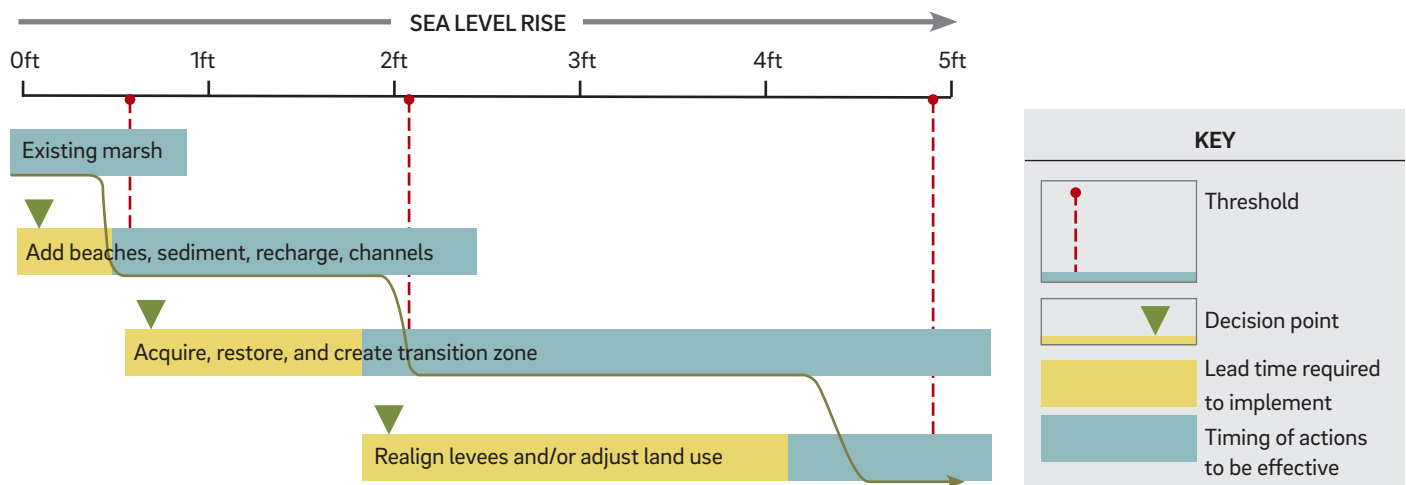 SEA LEVEL RISE
0ft 1ft 2ft 3ft 4ft 5ft
Existing marsh
Add beaches, sediment, recharge, channels
Acquire, restore, and create transition zone
Realign levees and/or adjust land use
KEY
Threshold
Decision point
Lead time required
to implement
Timing of actions
to be effective